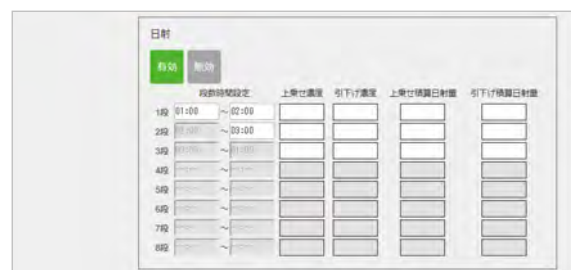 日射
有効 無効
段数時間設定 上乗せ濃度 引下げ濃度 上乗せ積算日射量 引下げ積算日射量
1段 01:00 ～ 02:00
2段 ～ 03:00
3段 ～
4段 ～
5段 ～
6段 ～
7段 ～
8段 ～